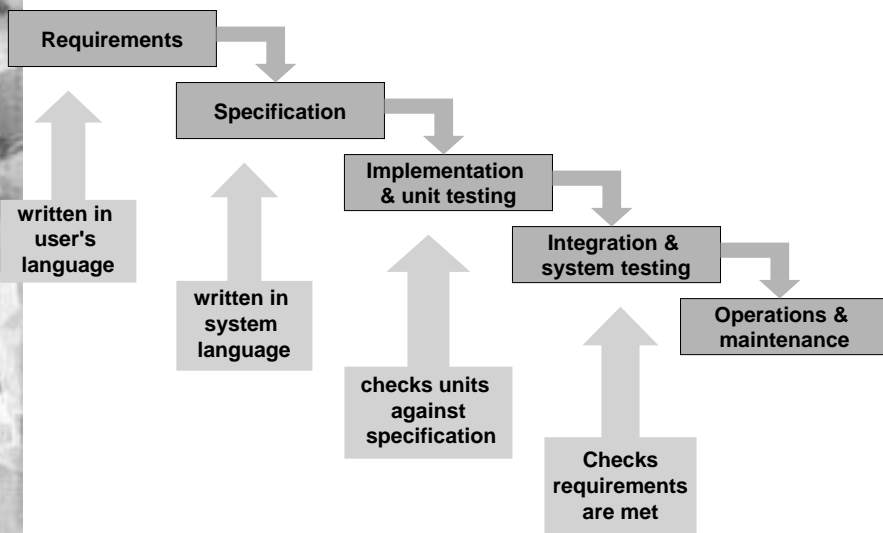 Requirements
Specification
Implementation
& unit testing
Integration &
system testing
Operations &
maintenance
written in
user's
language
written in
system
language
checks units
against
specification
Checks
requirements
are met